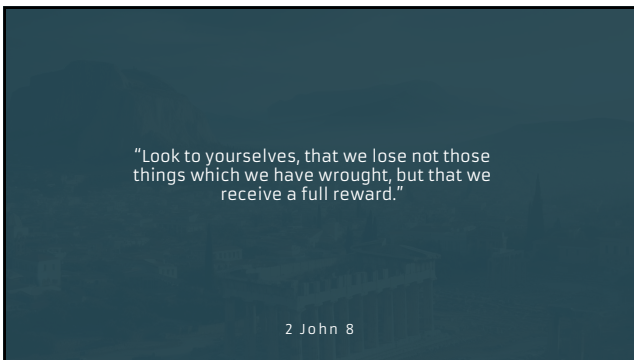 “Look to yourselves, that we lose not those
things which we have wrought, but that we
receive a full reward.”
2 John 8